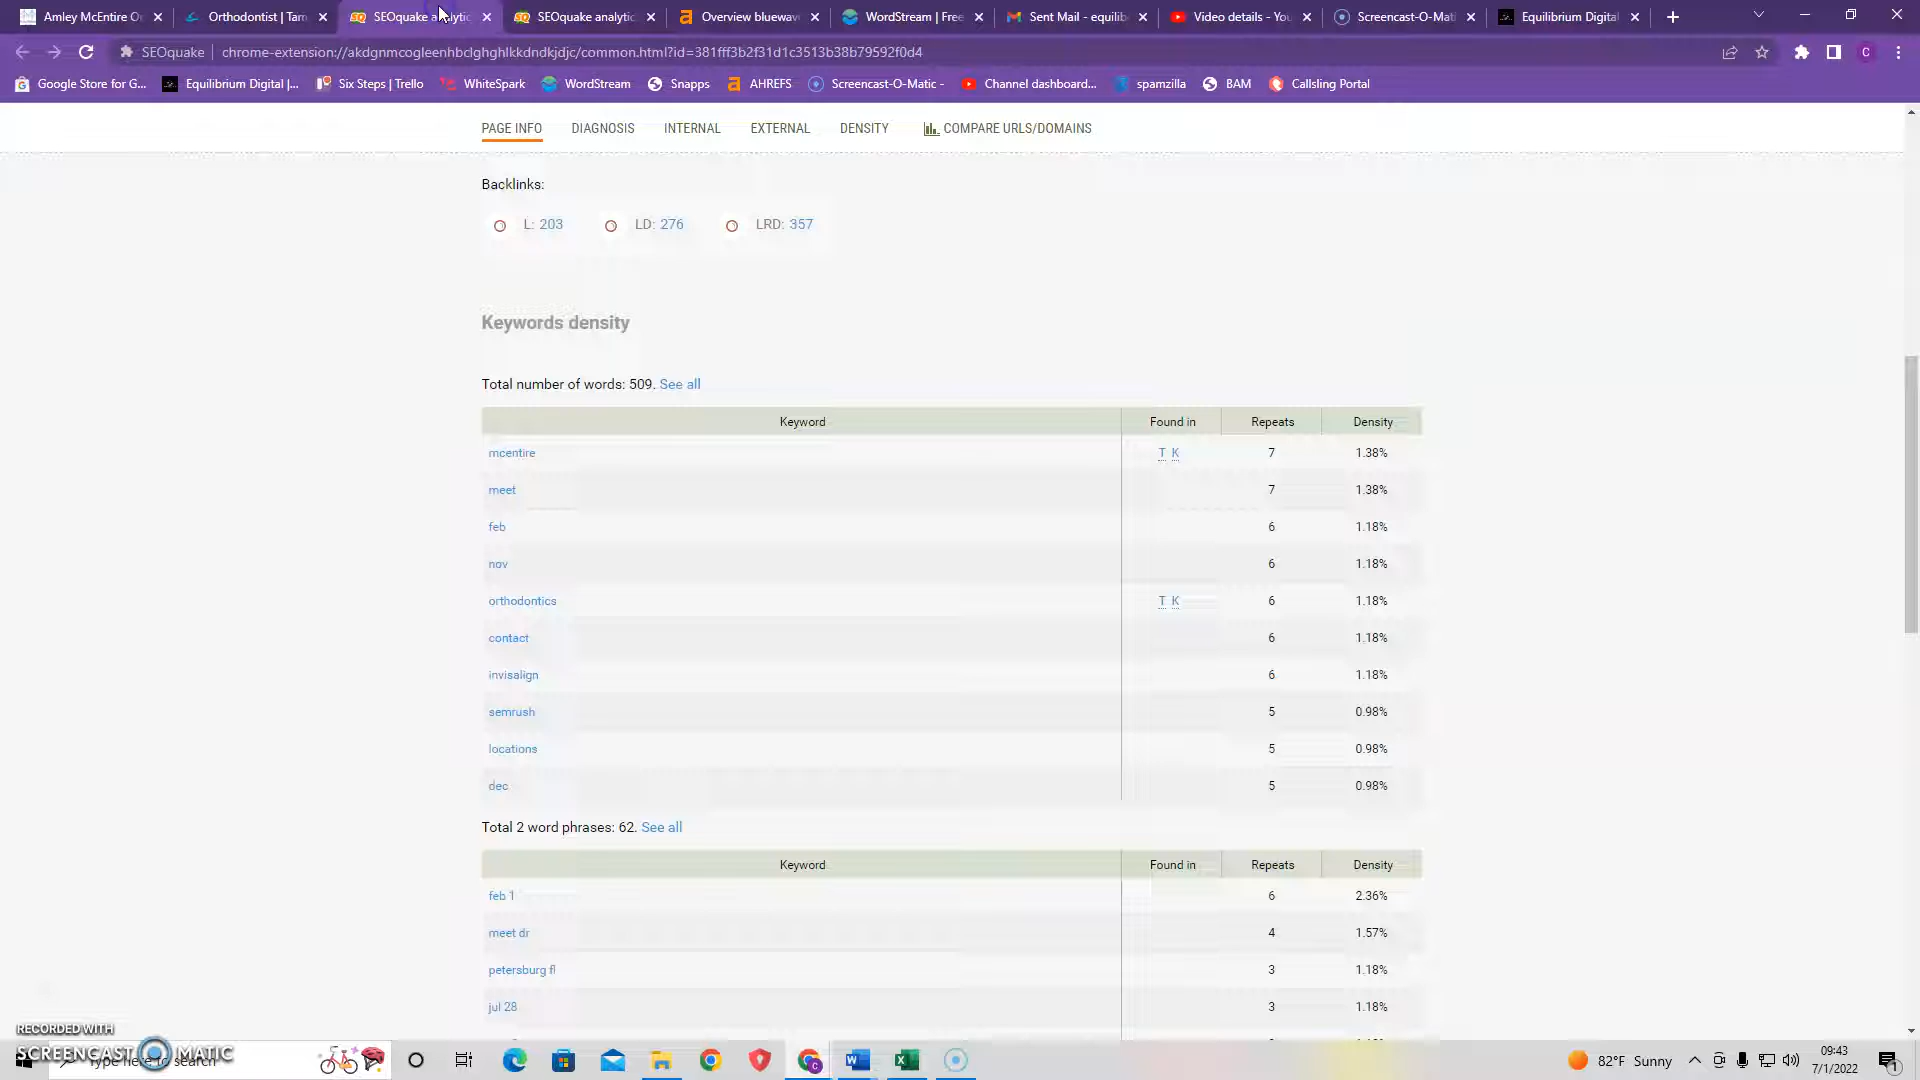 Amley McEntire O
Orthodontist | Tam
SEOquake analytic
SEOquake analytic
Overview bluewav
WordStream | Free
Sent Mail - equilib
Video details - You
Screencast-O-Mati
Equilibrium Digital
SEOquake
chrome-extension://akdgnmcogleenhbclghghlkkdndkjdjc/common.html?id=381fff3b2f31d1c3513b38b79592f0d4
Google Store for G...
Equilibrium Digital |...
Six Steps | Trello
WhiteSpark
WordStream
Snapps
AHREFS
Screencast-O-Matic -
Channel dashboard...
spamzilla
BAM
Callsling Portal
PAGE INFO DIAGNOSIS INTERNAL EXTERNAL DENSITY COMPARE URLS/DOMAINS
Backlinks:
L: 203 LD: 276 LRD: 357
Keywords density
Total number of words: 509. See all
Keyword Found in Repeats Density
mcentire T K 7 1.38%
meet 7 1.38%
feb 6 1.18%
nov 6 1.18%
orthodontics T K 6 1.18%
contact 6 1.18%
invisalign 6 1.18%
semrush 5 0.98%
locations 5 0.98%
dec 5 0.98%
Total 2 word phrases: 62. See all
Keyword Found in Repeats Density
feb 1 6 2.36%
meet dr 4 1.57%
petersburg fl 3 1.18%
jul 28 3 1.18%
RECORDED WITH
SCREENCAST MATIC
Type here to search
82°F Sunny
09:43
7/1/2022